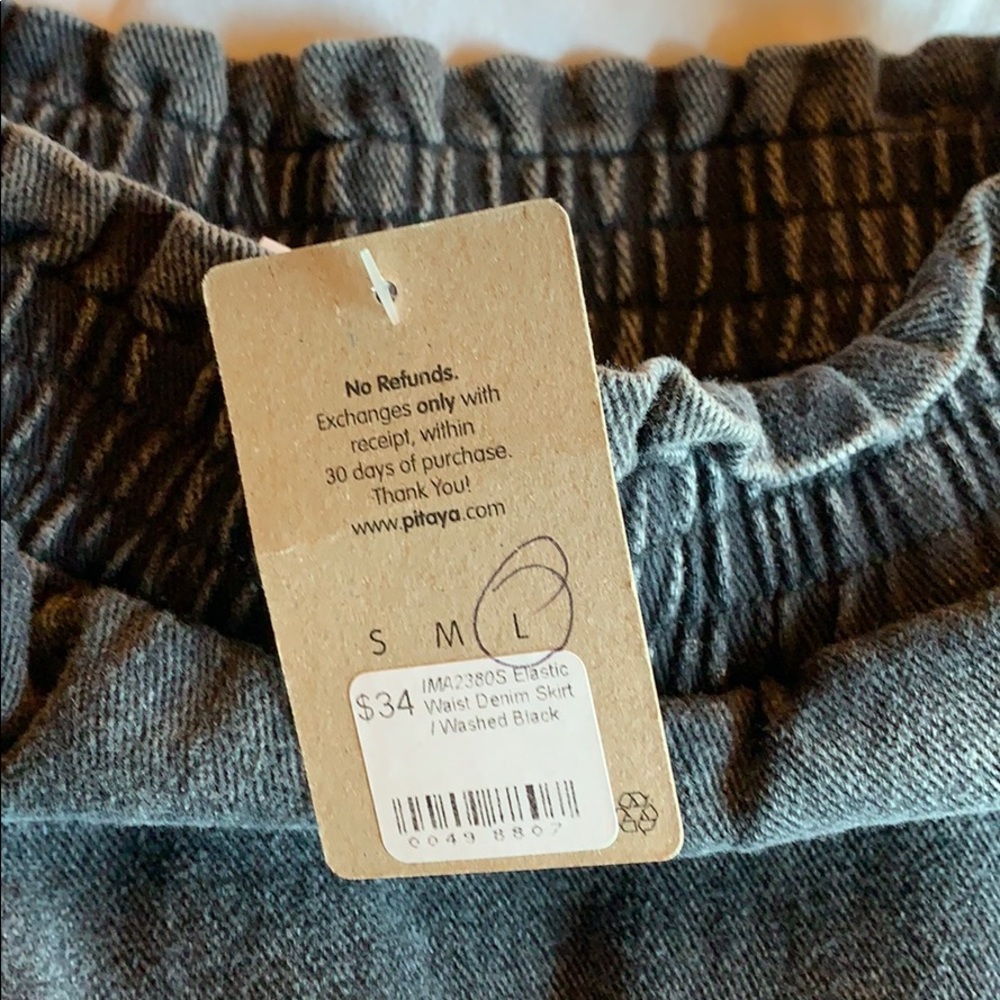 No Refunds.
Exchanges only with
receipt, within
30 days of purchase.
Thank You!
www.pitaya.com
S M L
$34 IMA2380S Elastic
Waist Denim Skirt
/ Washed Black
0049 8807